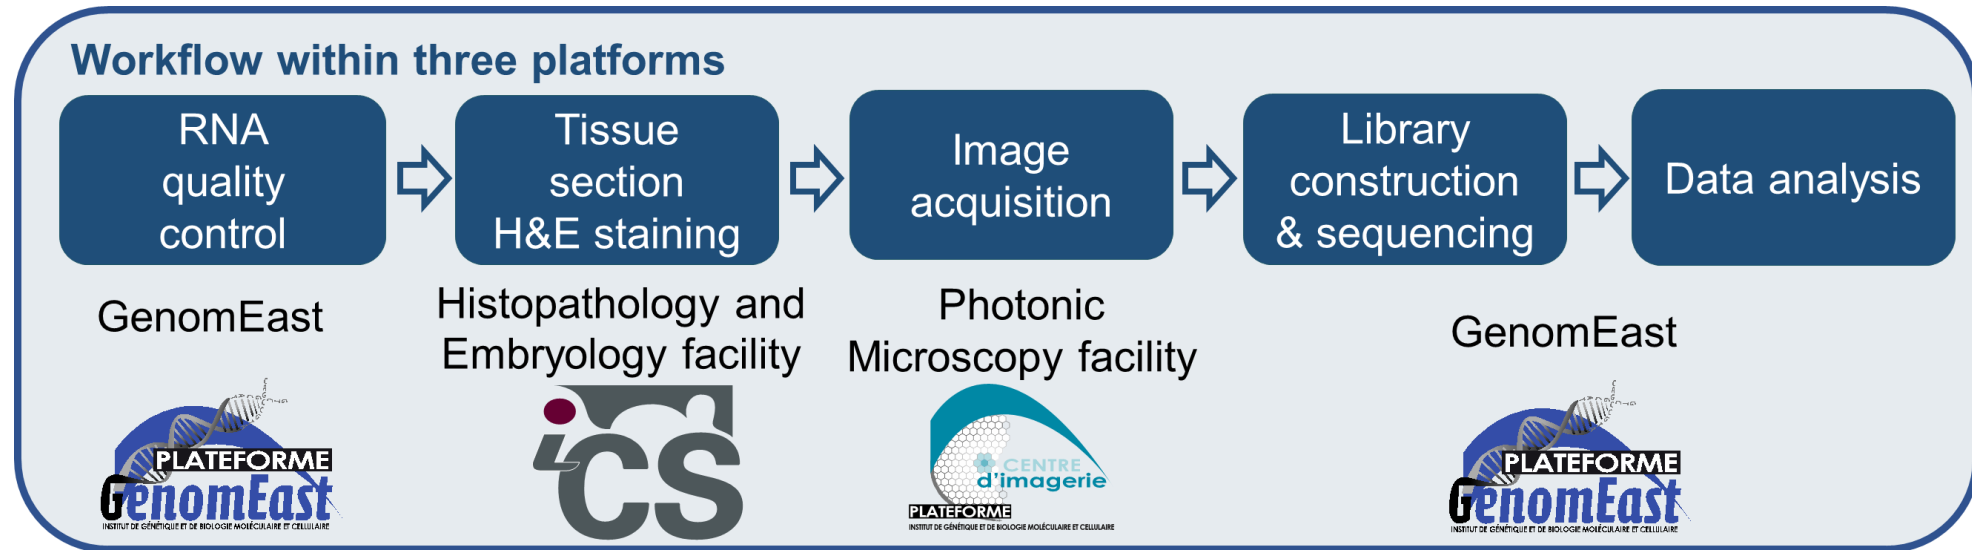 Workflow within three platforms
RNA
quality
control
Tissue
section
H&E staining
Image
acquisition
Library
construction
& sequencing
Data analysis
GenomEast
Histopathology and
Embryology facility
Photonic
Microscopy facility
GenomEast
PLATEFORME
GenomEast
INSTITUT DE GÉNÉTIQUE ET DE BIOLOGIE MOLÉCULAIRE ET CELLULAIRE
iCS
CENTRE
d'imagerie
PLATEFORME
INSTITUT DE GÉNÉTIQUE ET DE BIOLOGIE MOLÉCULAIRE ET CELLULAIRE
PLATEFORME
GenomEast
INSTITUT DE GÉNÉTIQUE ET DE BIOLOGIE MOLÉCULAIRE ET CELLULAIRE